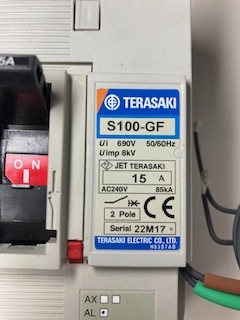 5A
ON
TERASAKI
S100-GF
Ui 690V 50/60Hz
Uimp 8kV
JET TERASAKI
15 A
AC240V 85kA
2 Pole
Serial 22M17 +
TERASAKI ELECTRIC CO., LTD.
AX
AL